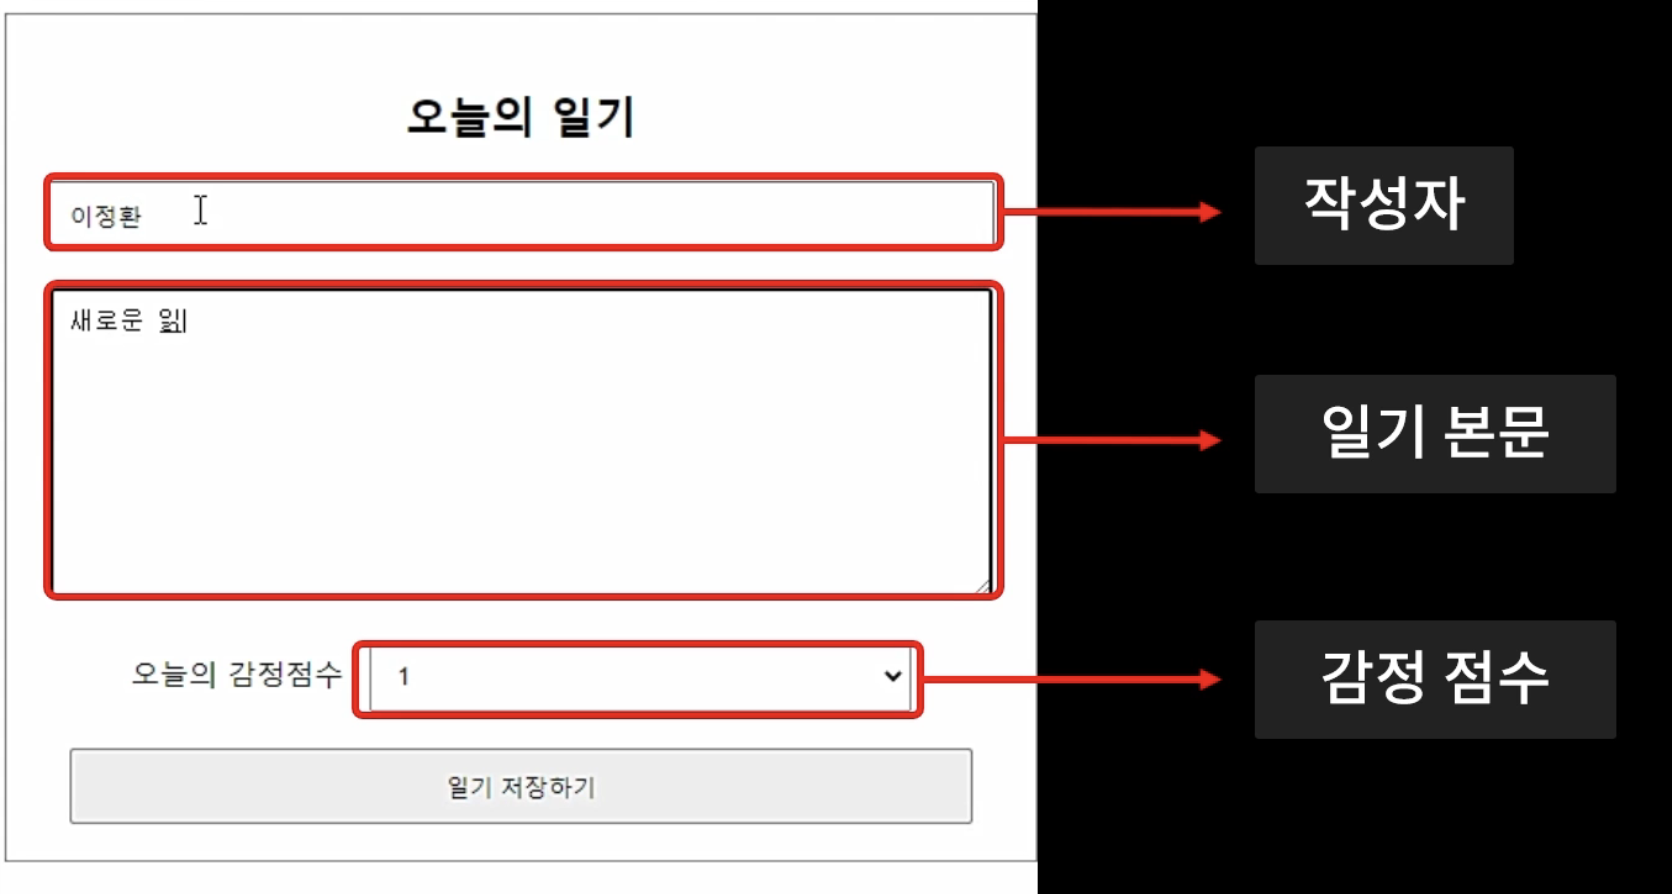 오늘의 일기
이정환
작성자
새로운 읽
일기 본문
오늘의 감정점수
1
감정 점수
일기 저장하기